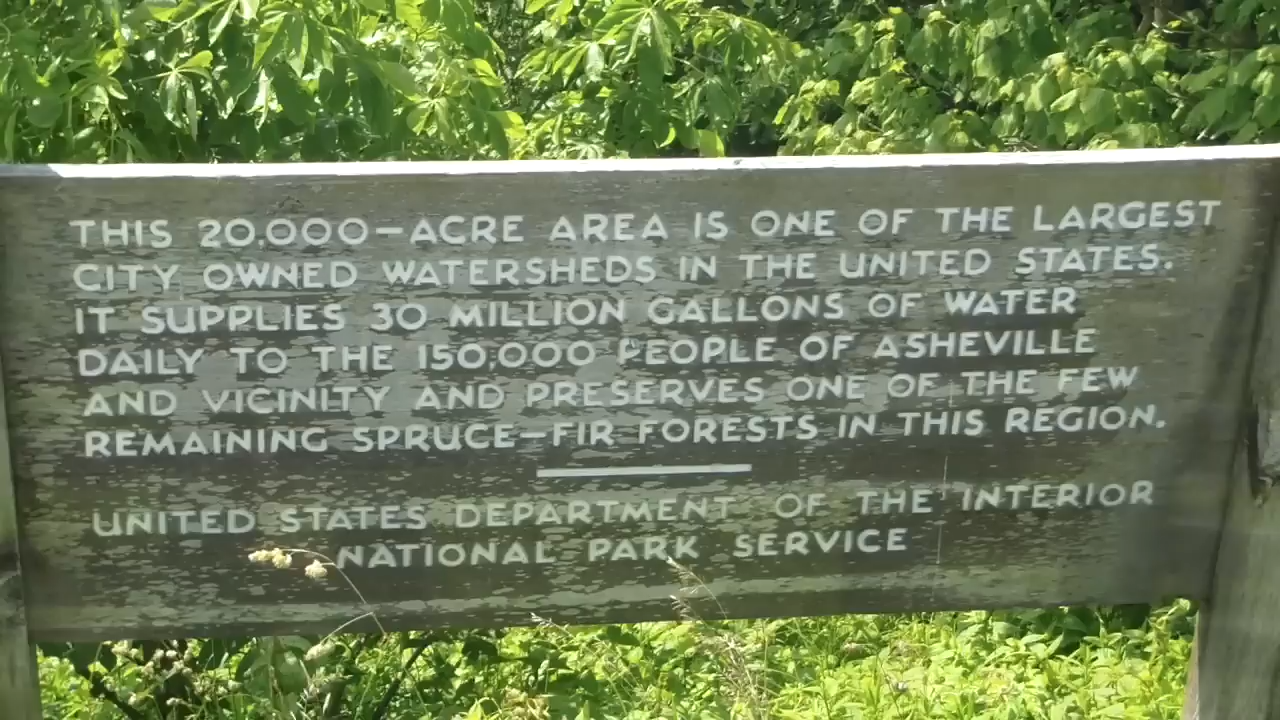 THIS 20,000-ACRE AREA IS ONE OF THE LARGEST
CITY OWNED WATERSHEDS IN THE UNITED STATES.
IT SUPPLIES 30 MILLION GALLONS OF WATER
DAILY TO THE 150,000 PEOPLE OF ASHEVILLE
AND VICINITY AND PRESERVES ONE OF THE FEW
REMAINING SPRUCE-FIR FORESTS IN THIS REGION.
UNITED STATES DEPARTMENT OF THE INTERIOR
NATIONAL PARK SERVICE